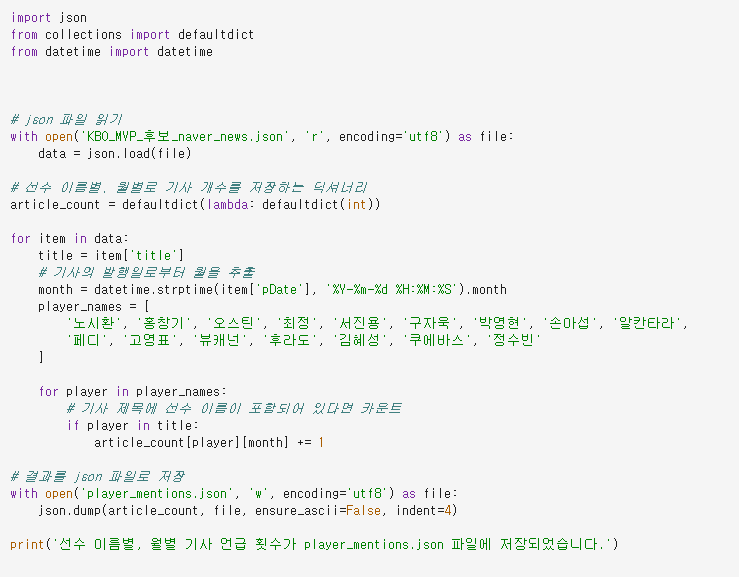 import json
from collections import defaultdict
from datetime import datetime
# json 파일 읽기
with open('KBO_MVP_후보_naver_news.json', 'r', encoding='utf8') as file:
    data = json.load(file)
# 선수 이름별, 월별로 기사 개수를 저장하는 딕셔너리
article_count = defaultdict(lambda: defaultdict(int))
for item in data:
    title = item['title']
    # 기사의 발행일로부터 월을 추출
    month = datetime.strptime(item['pDate'], '%Y-%m-%d %H:%M:%S').month
    player_names = [
        '노시환', '홍창기', '오스틴', '최정', '서진용', '구자욱', '박영현', '손아섭', '알칸타라',
        '페디', '고영표', '뷰캐넌', '후라도', '김혜성', '쿠에바스', '정수빈'
    ]
    for player in player_names:
        # 기사 제목에 선수 이름이 포함되어 있다면 카운트
        if player in title:
            article_count[player][month] += 1
# 결과를 json 파일로 저장
with open('player_mentions.json', 'w', encoding='utf8') as file:
    json.dump(article_count, file, ensure_ascii=False, indent=4)
print('선수 이름별, 월별 기사 언급 횟수가 player_mentions.json 파일에 저장되었습니다.')